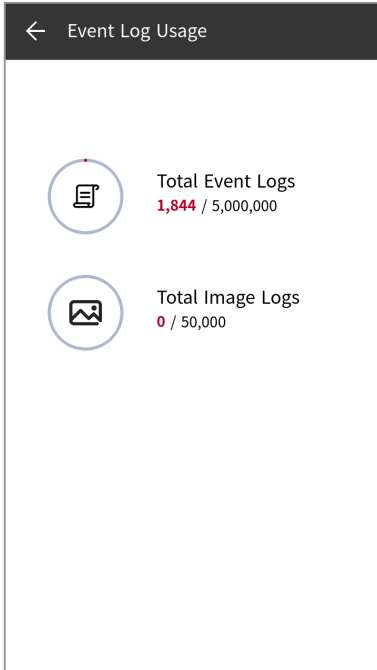 Event Log Usage
Total Event Logs
1,844 / 5,000,000
Total Image Logs
0 / 50,000